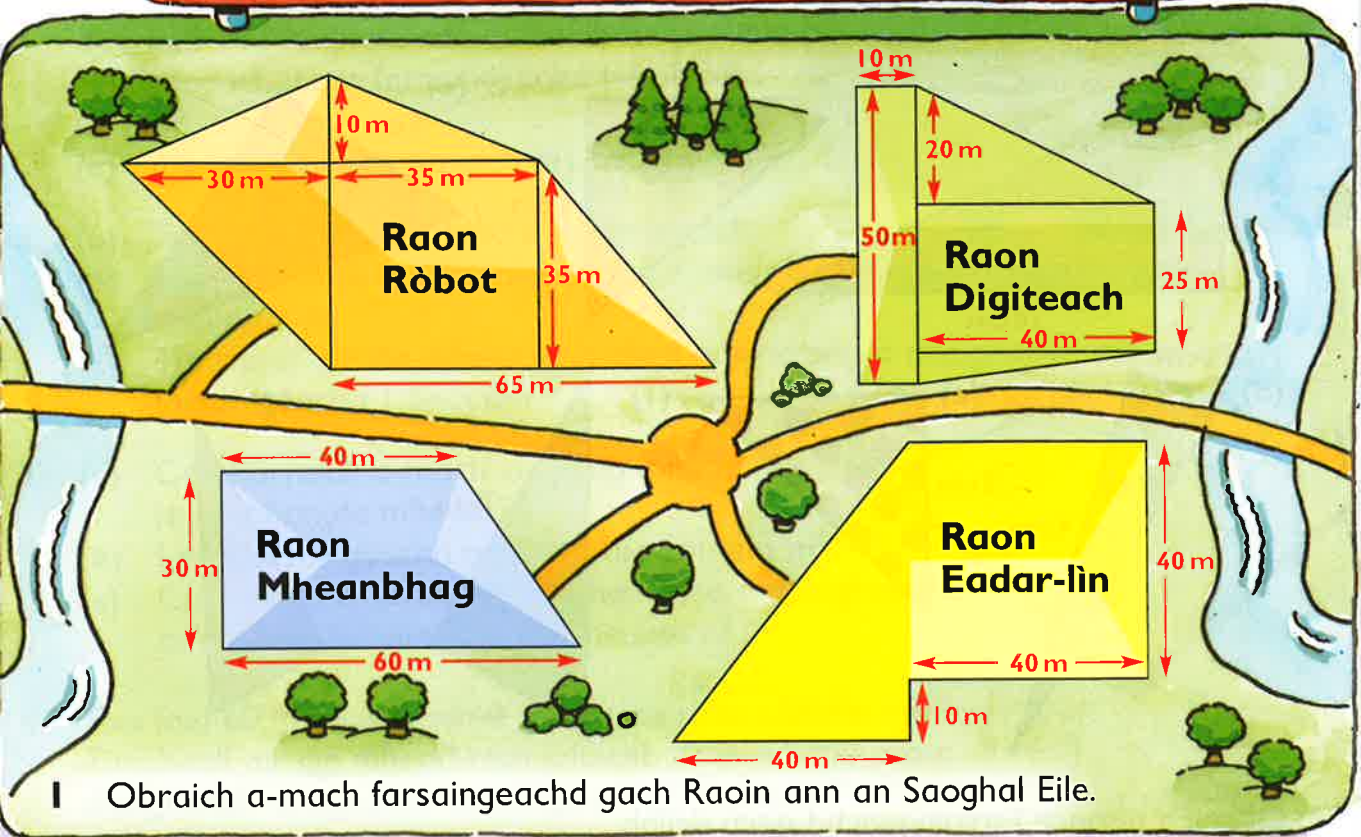 10 m
30 m
35 m
Raon
Ròbot
35 m
65 m
10 m
20 m
50 m
Raon
Digiteach
25 m
40 m
40 m
30 m
Raon
Mheanbhag
60 m
Raon
Eadar-lìn
40 m
40 m
10 m
40 m
1 Obraich a-mach farsaingeachd gach Raoin ann an Saoghal Eile.